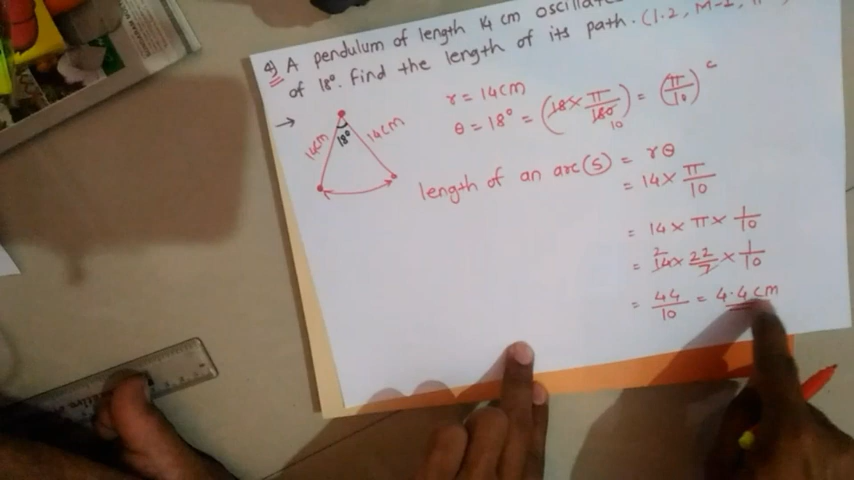 4) A pendulum of length 14 cm oscillates
of 18°. Find the length of its path. (1.2, M-I,
→ 14cm 18° 14cm
r = 14cm
θ = 18° = (18 × π/180 10) = (π/10)ᶜ
length of an arc (S) = rθ
= 14 × π/10
= 14 × π × 1/10
= 2 14 × 22/7 × 1/10
= 44/10 = 4.4 cm